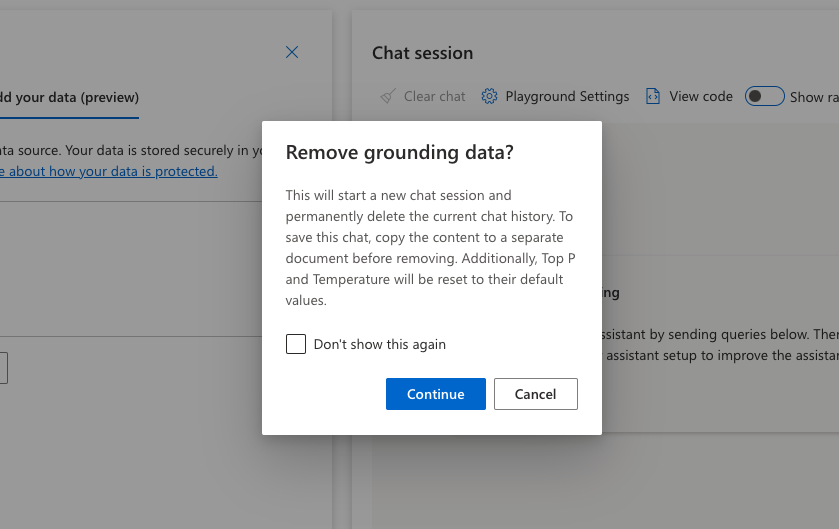 Chat session
dd your data (preview)
Clear chat
Playground Settings
View code
Show ra
ta source. Your data is stored securely in yo
e about how your data is protected.
Remove grounding data?
This will start a new chat session and
permanently delete the current chat history. To
save this chat, copy the content to a separate
document before removing. Additionally, Top P
and Temperature will be reset to their default
values.
Don't show this again
Continue
Cancel
ng
ssistant by sending queries below. Ther
assistant setup to improve the assistan